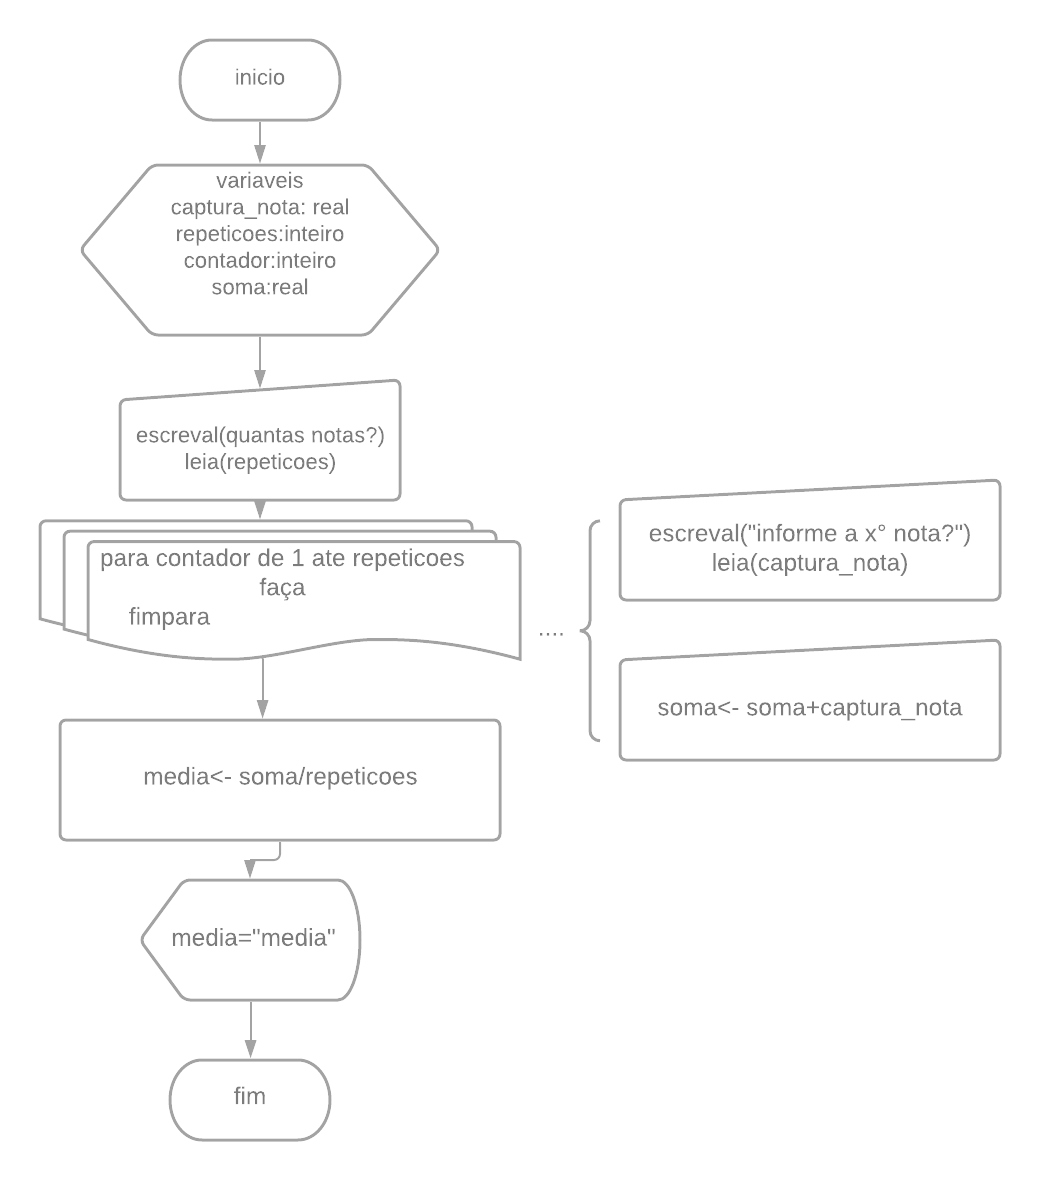 inicio
variaveis
captura_nota: real
repeticoes:inteiro
contador:inteiro
soma:real
escreval(quantas notas?)
leia(repeticoes)
para contador de 1 ate repeticoes
faça
fimpara
....
escreval("informe a x° nota?")
leia(captura_nota)
soma<- soma+captura_nota
media<- soma/repeticoes
media="media"
fim